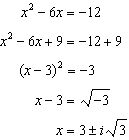 x² - 6x = -12
x² - 6x + 9 = -12 + 9
(x - 3)² = -3
x - 3 = √-3
x = 3 ± i√3